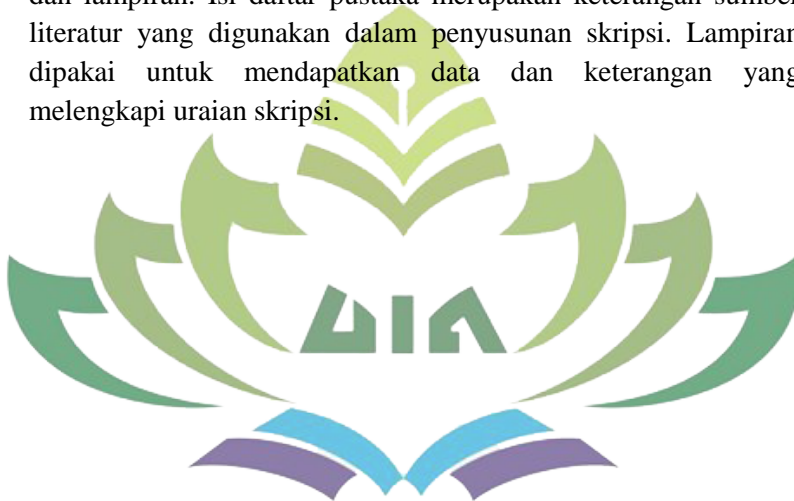 dan lampiran. Isi daftar pustaka merupakan keterangan sumber
literatur yang digunakan dalam penyusunan skripsi. Lampiran
dipakai untuk mendapatkan data dan keterangan yang
melengkapi uraian skripsi.
UIN